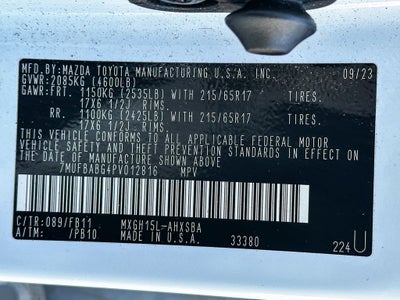 MFD.BY:MAZDA TOYOTA MANUFACTURING U.S.A. INC. 09/23
GVWR:2085KG (4600LB)
GAWR:FRT. 1150KG (2535LB) WITH 215/65R17 TIRES.
17X6 1/2J RIMS.
RR. 1100KG (2425LB) WITH 215/65R17 TIRES.
17X6 1/2J RIMS.
THIS VEHICLE CONFORMS TO ALL APPLICABLE FEDERAL MOTOR
VEHICLE SAFETY AND THEFT PREVENTION STANDARDS IN EFFECT
ON THE DATE OF MANUFACTURE SHOWN ABOVE.
7MUFBABG4PV012816 MPV
C/TR:089/FB11 MXGH15L-AHXSBA
A/TM: /PB10 MADE IN U.S.A. 33380 224U